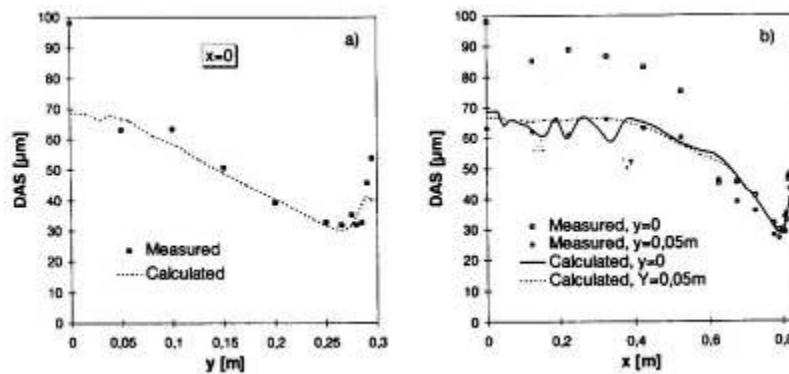 a)
x=0
DAS [µm]
100
90
80
70
60
50
40
30
20
10
0
Measured
Calculated
0
0,05
0,1
0,15
0,2
0,25
0,3
y [m]
b)
DAS [µm]
100
90
80
70
60
50
40
30
20
10
0
Measured, y=0
Measured, y=0,05m
Calculated, y=0
Calculated, Y=0,05m
0
0,2
0,4
0,6
x [m]